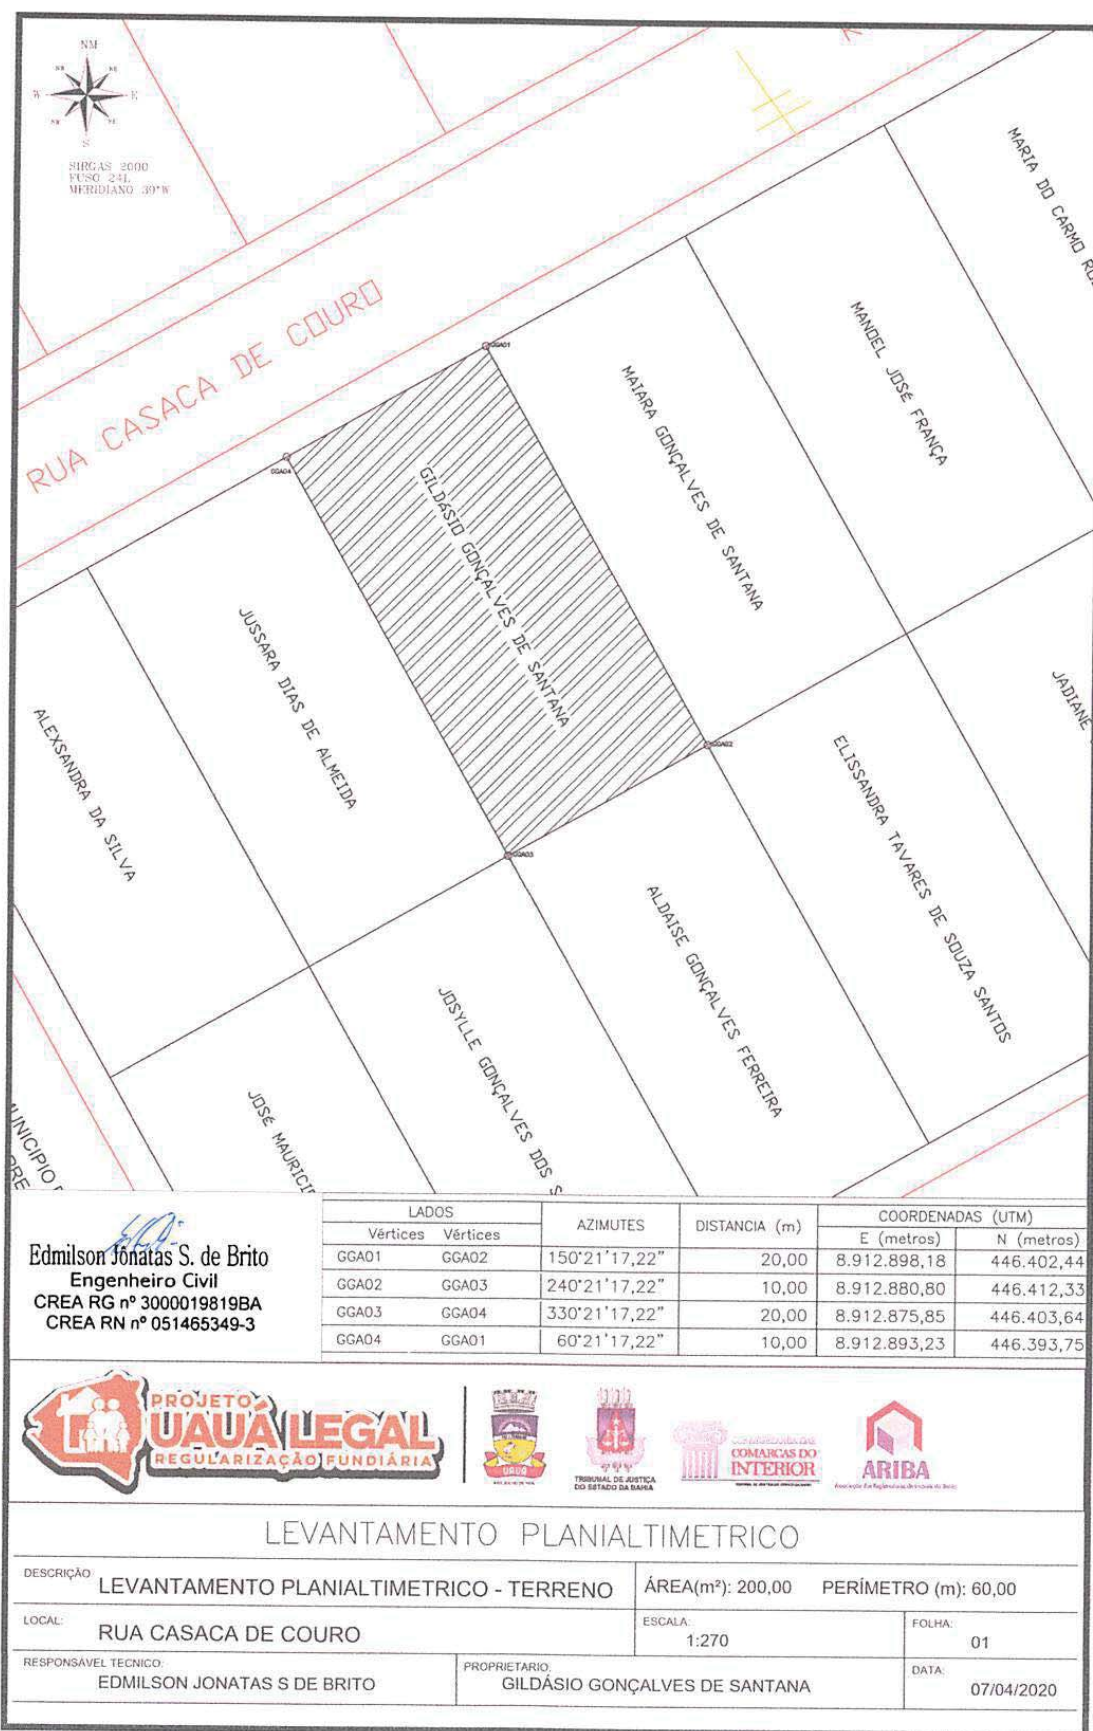 NM
W
E
S
SIRGAS 2000
FUSO 24L
MERIDIANO 39°W
RUA CASACA DE COURO
GGA01
GGA04
GGA02
GGA03
MARIA DO CARMO
MANOEL JOSÉ FRANÇA
MAIARA GONÇALVES DE SANTANA
GILDÁSIO GONÇALVES DE SANTANA
JUSSARA DIAS DE ALMEIDA
ALEXSANDRA DA SILVA
JADIANE
ELISSANDRA TAVARES DE SOUZA SANTOS
ALDAISE GONÇALVES FERREIRA
JOSYLLE GONÇALVES DOS S
JOSÉ MAURICI
Edmilson Jônatas S. de Brito
Engenheiro Civil
CREA RG nº 3000019819BA
CREA RN nº 051465349-3
LADOS AZIMUTES DISTANCIA (m) COORDENADAS (UTM)
Vértices Vértices E (metros) N (metros)
GGA01 GGA02 150°21'17,22" 20,00 8.912.898,18 446.402,44
GGA02 GGA03 240°21'17,22" 10,00 8.912.880,80 446.412,33
GGA03 GGA04 330°21'17,22" 20,00 8.912.875,85 446.403,64
GGA04 GGA01 60°21'17,22" 10,00 8.912.893,23 446.393,75
PROJETO
UAUÁ LEGAL
REGULARIZAÇÃO FUNDIÁRIA
UAUÁ
TRIBUNAL DE JUSTIÇA
DO ESTADO DA BAHIA
COMARCAS DO
INTERIOR
ARIBA
LEVANTAMENTO PLANIALTIMETRICO
DESCRIÇÃO LEVANTAMENTO PLANIALTIMETRICO - TERRENO
ÁREA(m²): 200,00 PERÍMETRO (m): 60,00
LOCAL: RUA CASACA DE COURO
ESCALA: 1:270
FOLHA: 01
RESPONSÁVEL TECNICO: EDMILSON JONATAS S DE BRITO
PROPRIETARIO: GILDÁSIO GONÇALVES DE SANTANA
DATA: 07/04/2020